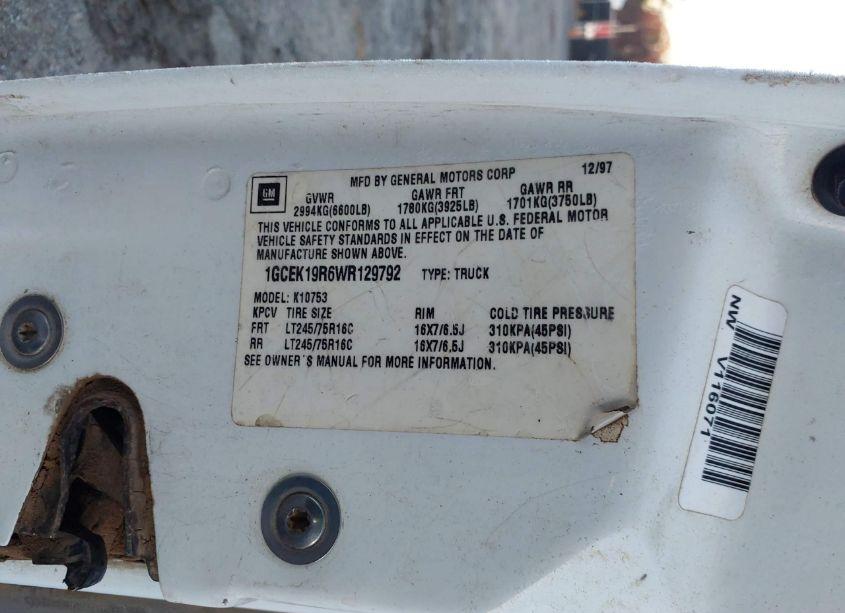 GM
MFD BY GENERAL MOTORS CORP 12/97
GVWR GAWR FRT GAWR RR
2994KG(6600LB) 1780KG(3925LB) 1701KG(3750LB)
THIS VEHICLE CONFORMS TO ALL APPLICABLE U.S. FEDERAL MOTOR
VEHICLE SAFETY STANDARDS IN EFFECT ON THE DATE OF
MANUFACTURE SHOWN ABOVE.
1GCEK19R6WR129792 TYPE: TRUCK
MODEL: K10753
KPCV TIRE SIZE RIM COLD TIRE PRESSURE
FRT LT245/75R16C 16X7/6.5J 310KPA(45PSI)
RR LT245/75R16C 16X7/6.5J 310KPA(45PSI)
SEE OWNER'S MANUAL FOR MORE INFORMATION.
NW V116071